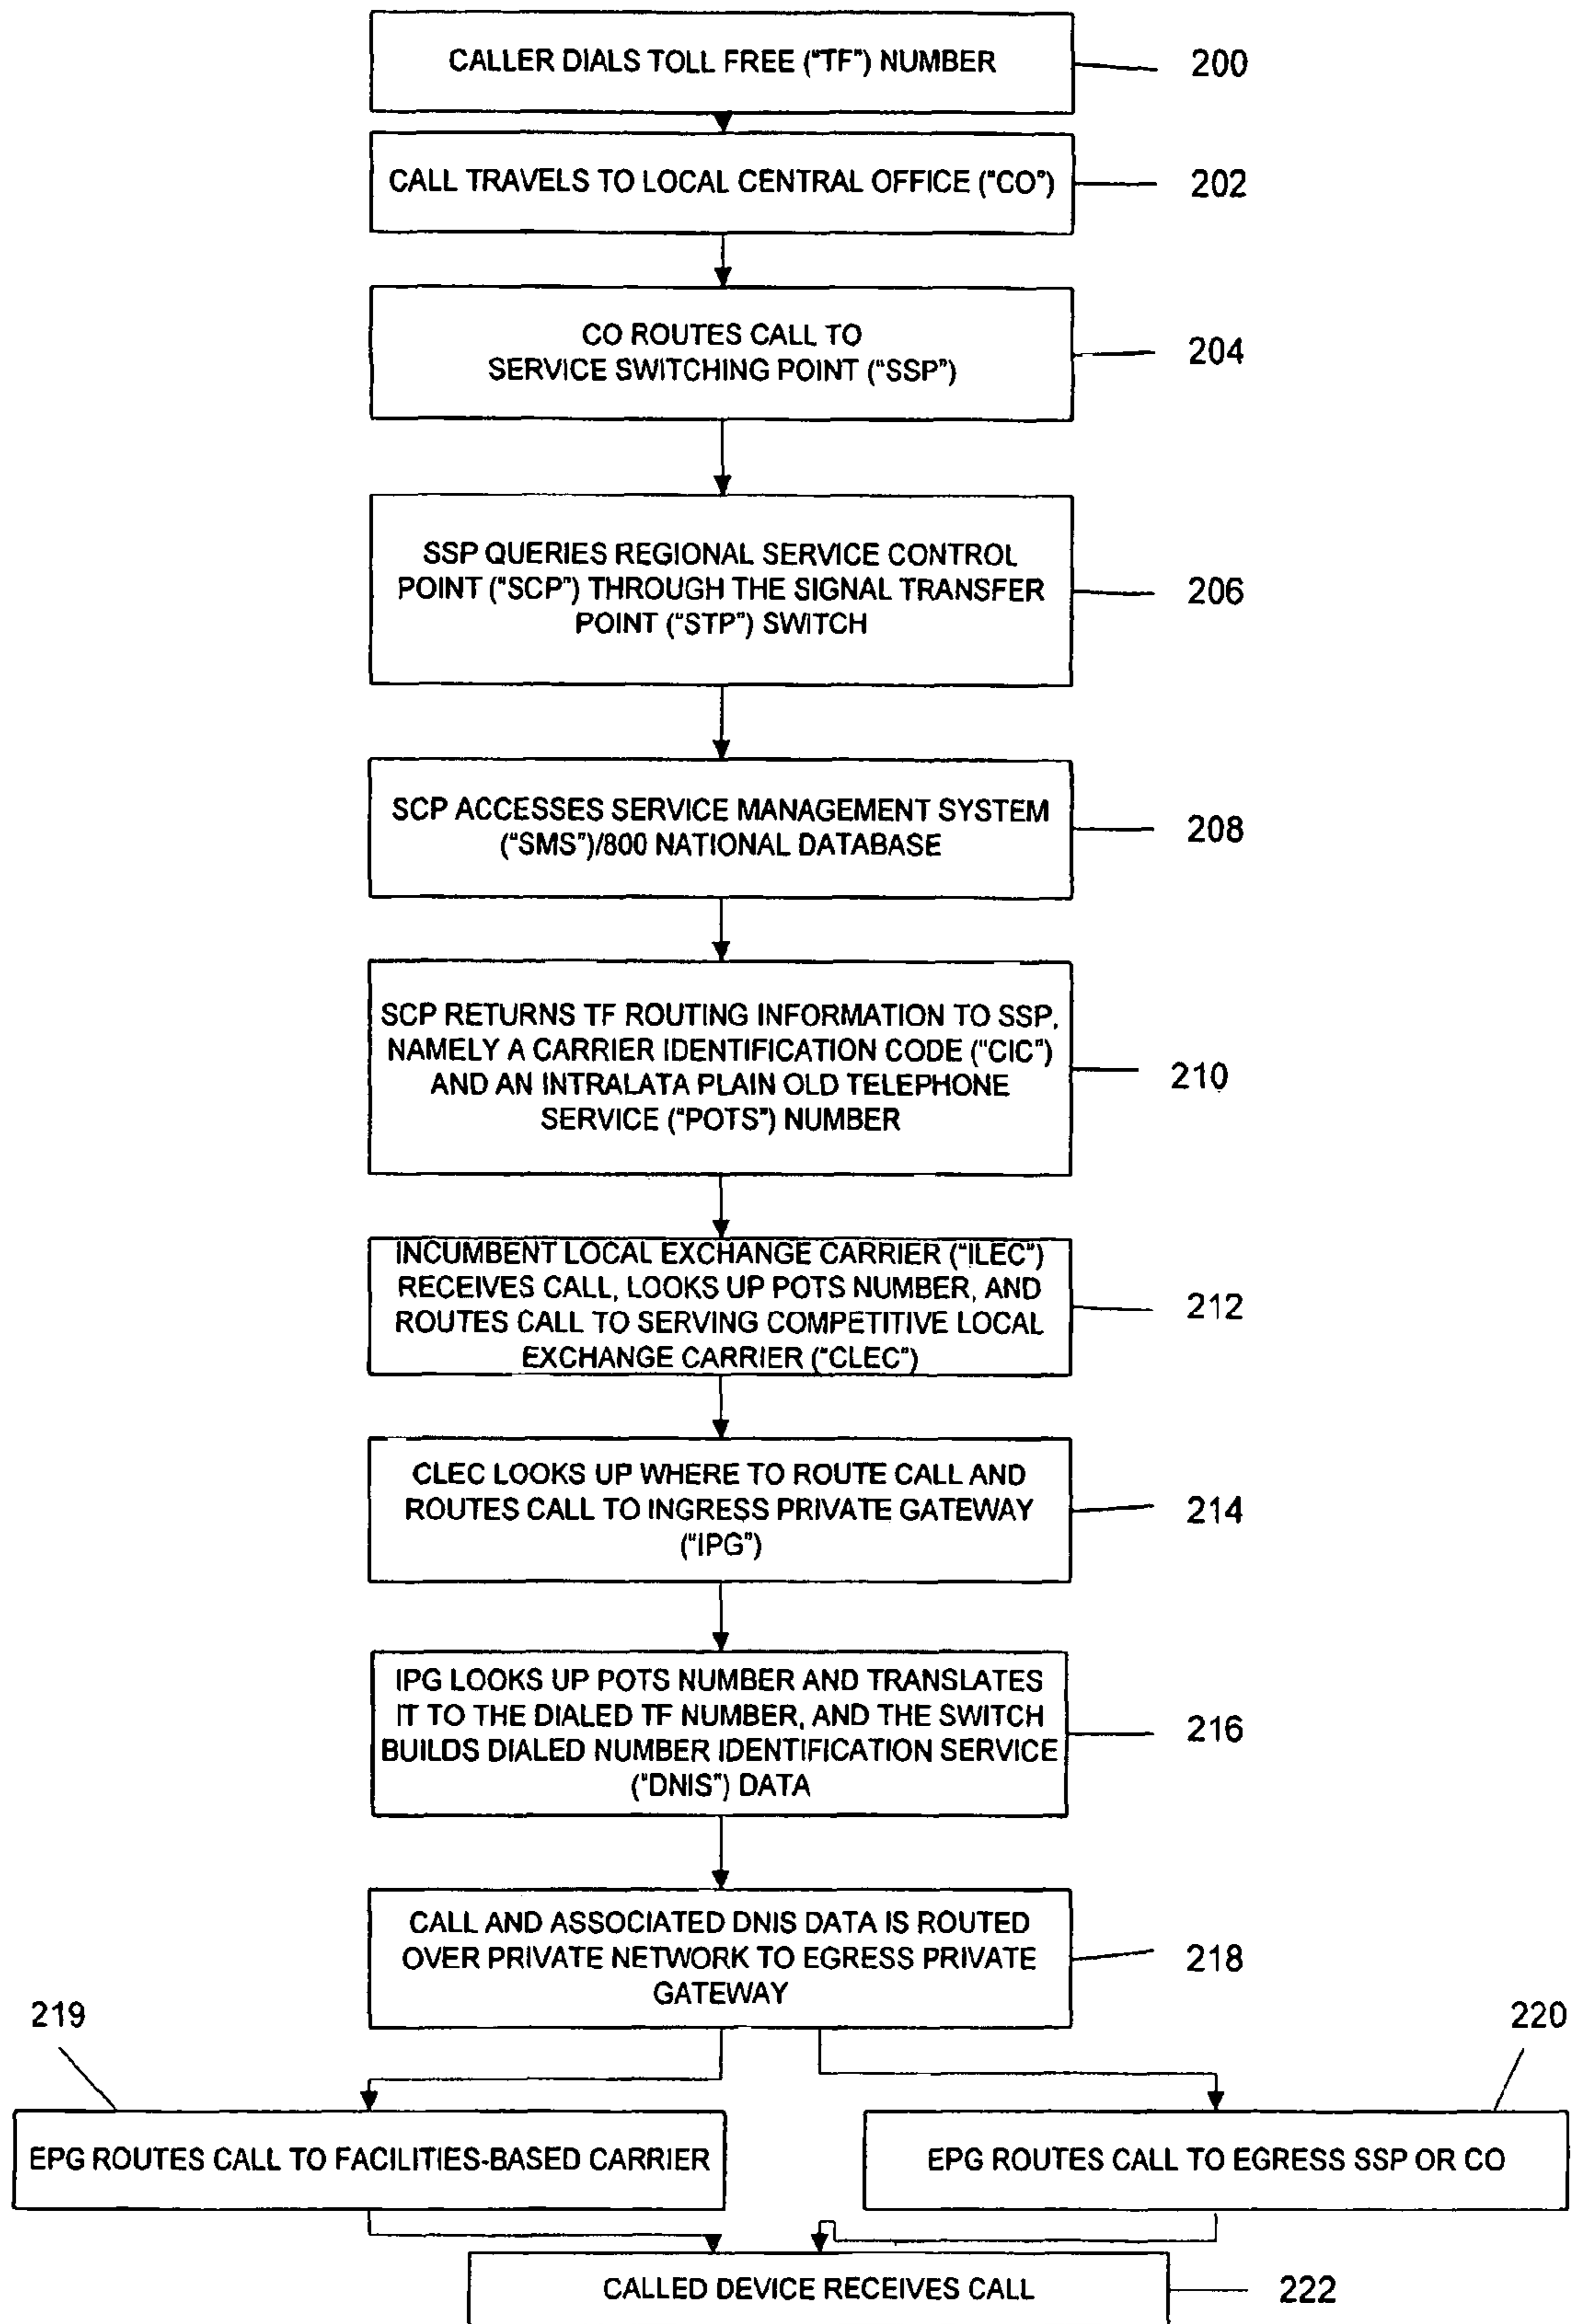 CALLER DIALS TOLL FREE ("TF") NUMBER
200
CALL TRAVELS TO LOCAL CENTRAL OFFICE ("CO")
202
CO ROUTES CALL TO
SERVICE SWITCHING POINT ("SSP")
204
SSP QUERIES REGIONAL SERVICE CONTROL
POINT ("SCP") THROUGH THE SIGNAL TRANSFER
POINT ("STP") SWITCH
206
SCP ACCESSES SERVICE MANAGEMENT SYSTEM
("SMS")/800 NATIONAL DATABASE
208
SCP RETURNS TF ROUTING INFORMATION TO SSP,
NAMELY A CARRIER IDENTIFICATION CODE ("CIC")
AND AN INTRALATA PLAIN OLD TELEPHONE
SERVICE ("POTS") NUMBER
210
INCUMBENT LOCAL EXCHANGE CARRIER ("ILEC")
RECEIVES CALL, LOOKS UP POTS NUMBER, AND
ROUTES CALL TO SERVING COMPETITIVE LOCAL
EXCHANGE CARRIER ("CLEC")
212
CLEC LOOKS UP WHERE TO ROUTE CALL AND
ROUTES CALL TO INGRESS PRIVATE GATEWAY
("IPG")
214
IPG LOOKS UP POTS NUMBER AND TRANSLATES
IT TO THE DIALED TF NUMBER, AND THE SWITCH
BUILDS DIALED NUMBER IDENTIFICATION SERVICE
("DNIS") DATA
216
CALL AND ASSOCIATED DNIS DATA IS ROUTED
OVER PRIVATE NETWORK TO EGRESS PRIVATE
GATEWAY
218
219
220
EPG ROUTES CALL TO FACILITIES-BASED CARRIER
EPG ROUTES CALL TO EGRESS SSP OR CO
CALLED DEVICE RECEIVES CALL
222